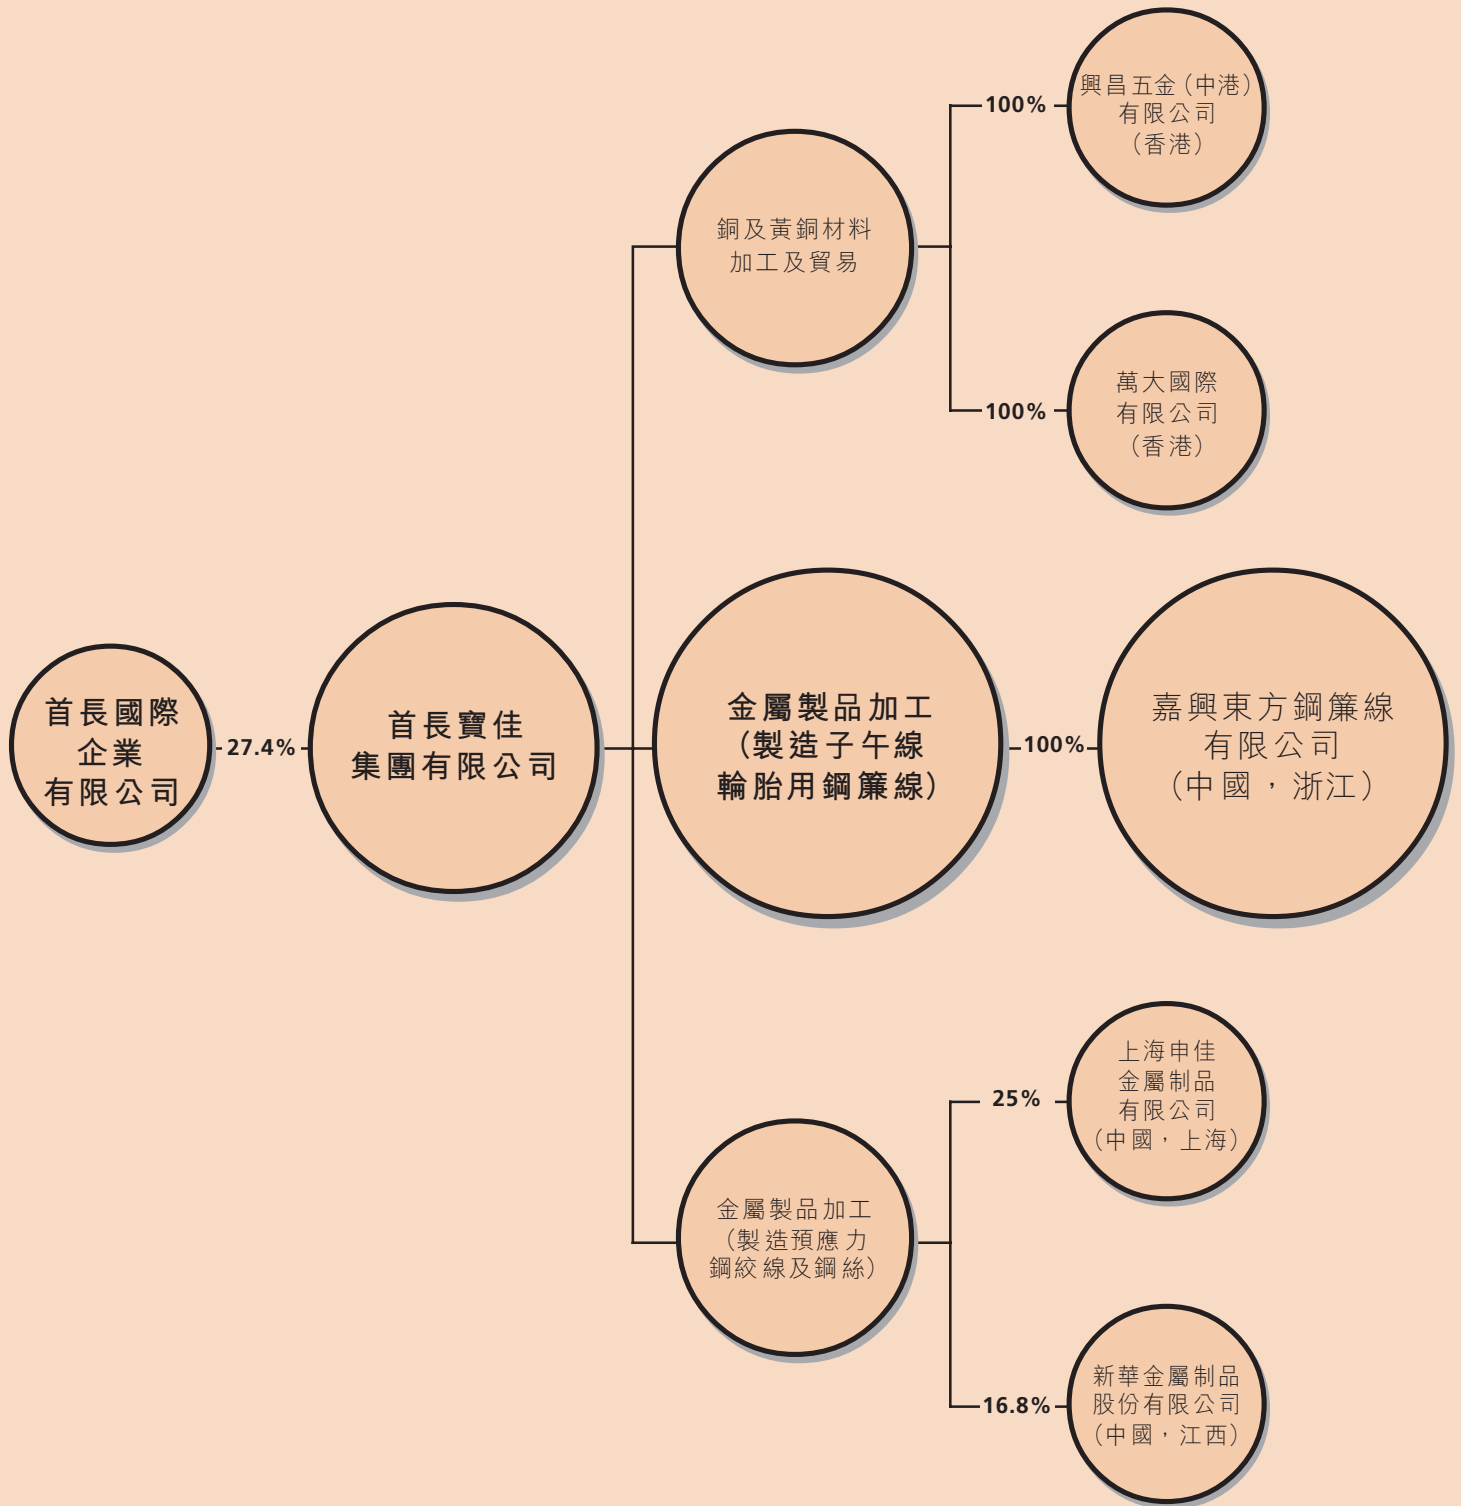 首長國際
企業
有限公司
27.4%
首長寶佳
集團有限公司
銅及黃銅材料
加工及貿易
100%
興昌五金（中港）
有限公司
（香港）
100%
萬大國際
有限公司
（香港）
金屬製品加工
（製造子午線
輪胎用鋼簾線）
100%
嘉興東方鋼簾線
有限公司
（中國，浙江）
金屬製品加工
（製造預應力
鋼絞線及鋼絲）
25%
上海申佳
金屬制品
有限公司
（中國，上海）
16.8%
新華金屬制品
股份有限公司
（中國，江西）